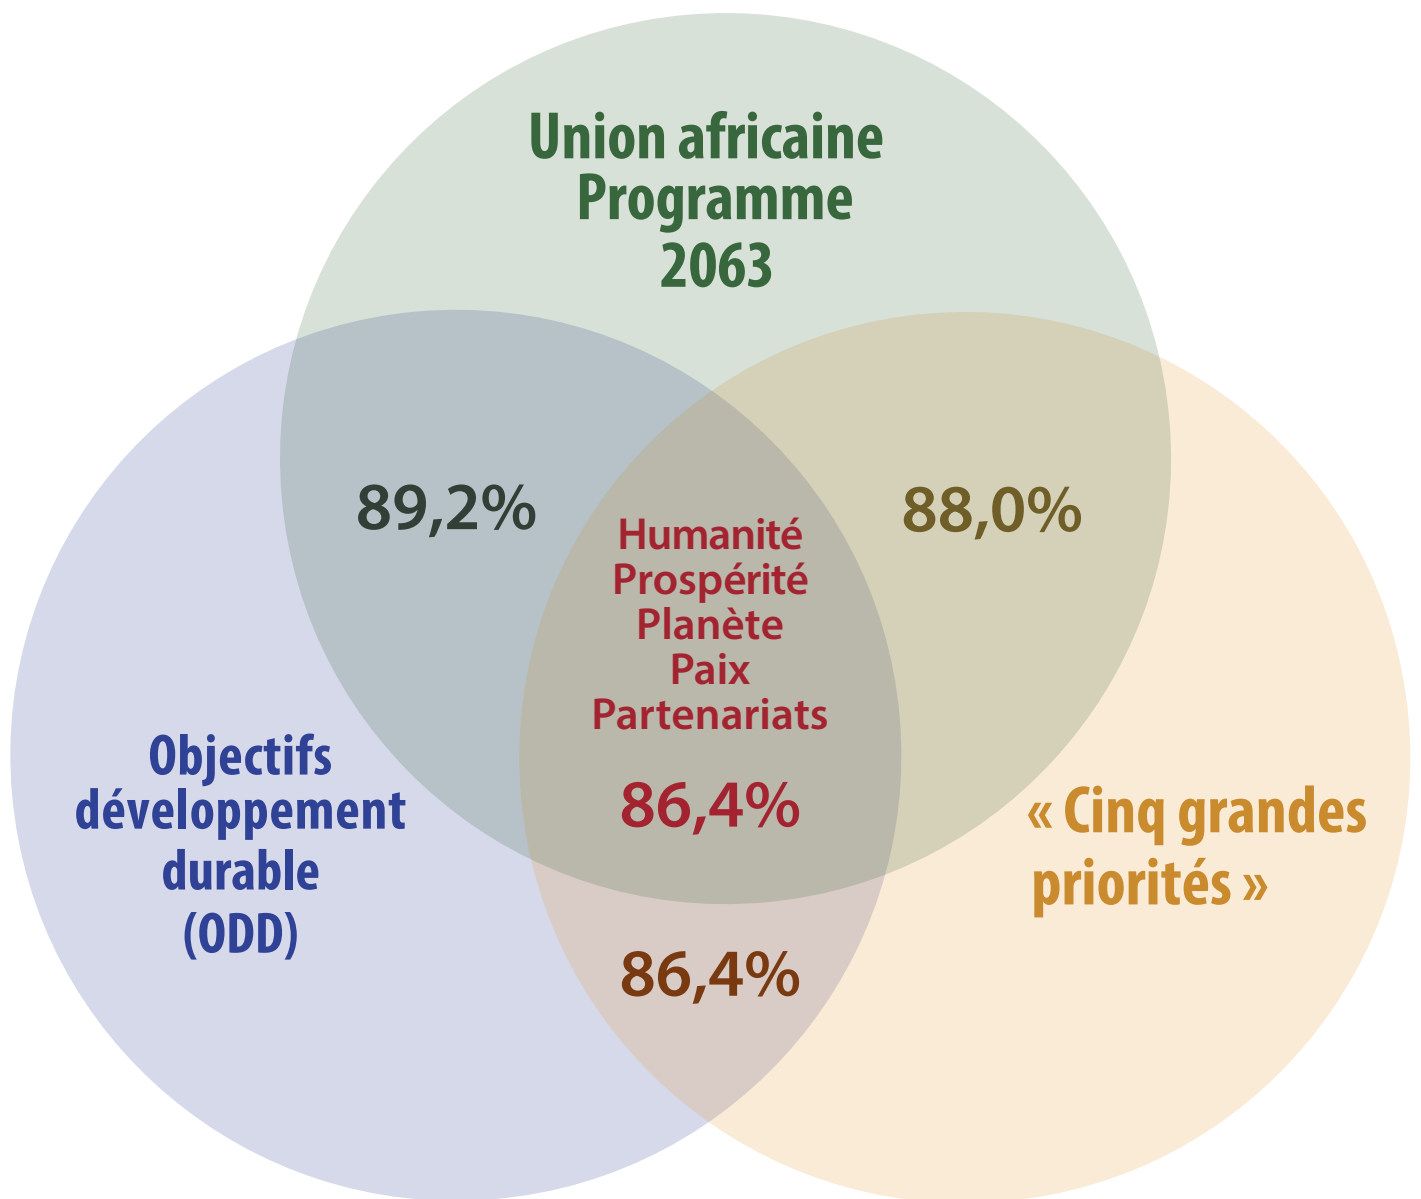 Union africaine
Programme
2063
89,2%
88,0%
Humanité
Prospérité
Planète
Paix
Partenariats
86,4%
Objectifs
développement
durable
(ODD)
« Cinq grandes
priorités »
86,4%